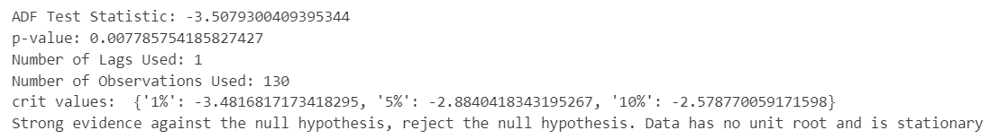 ADF Test Statistic: -3.5079300409395344
p-value: 0.007785754185827427
Number of Lags Used: 1
Number of Observations Used: 130
crit values:  {'1%': -3.4816817173418295, '5%': -2.8840418343195267, '10%': -2.578770059171598}
Strong evidence against the null hypothesis, reject the null hypothesis. Data has no unit root and is stationary